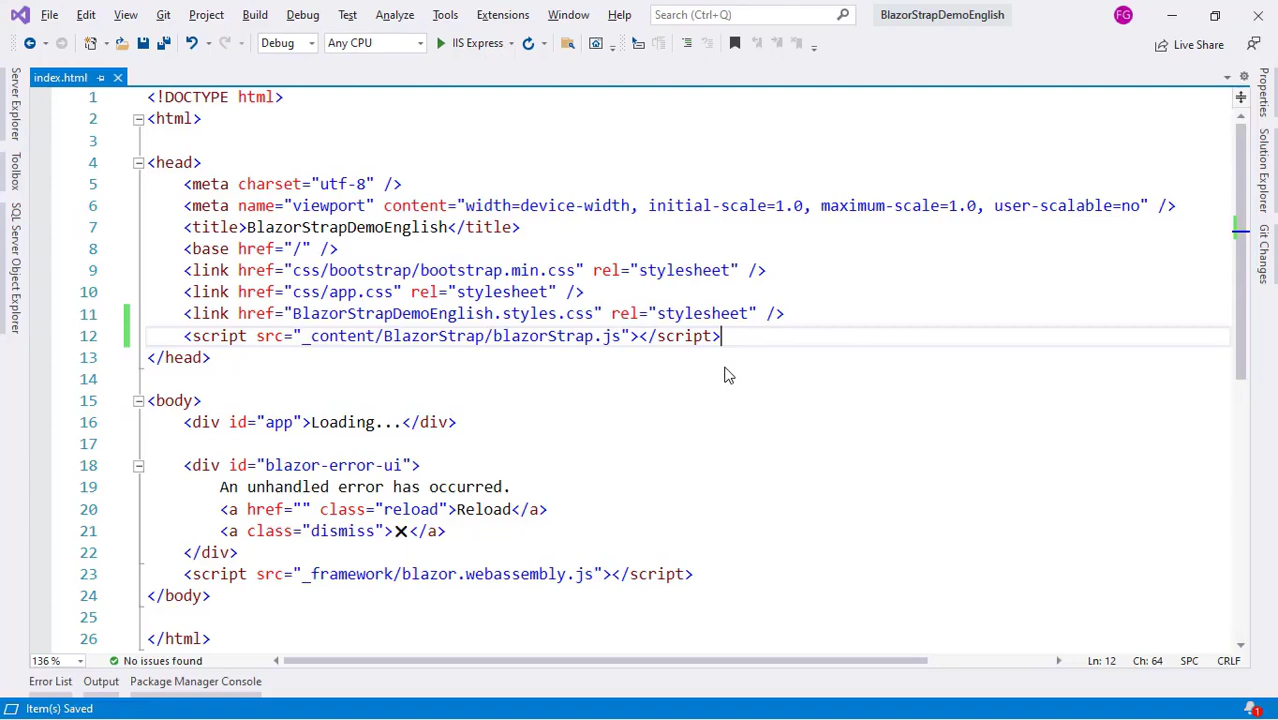 File Edit View Git Project Build Debug Test Analyze Tools Extensions Window Help Search (Ctrl+Q) BlazorStrapDemoEnglish FG
Debug Any CPU IIS Express Live Share
index.html
Server Explorer
Toolbox
SQL Server Object Explorer
1 <!DOCTYPE html>
2 <html>
3
4 <head>
5 <meta charset="utf-8" />
6 <meta name="viewport" content="width=device-width, initial-scale=1.0, maximum-scale=1.0, user-scalable=no" />
7 <title>BlazorStrapDemoEnglish</title>
8 <base href="/" />
9 <link href="css/bootstrap/bootstrap.min.css" rel="stylesheet" />
10 <link href="css/app.css" rel="stylesheet" />
11 <link href="BlazorStrapDemoEnglish.styles.css" rel="stylesheet" />
12 <script src="_content/BlazorStrap/blazorStrap.js"></script>
13 </head>
14
15 <body>
16 <div id="app">Loading...</div>
17
18 <div id="blazor-error-ui">
19 An unhandled error has occurred.
20 <a href="" class="reload">Reload</a>
21 <a class="dismiss">🗙</a>
22 </div>
23 <script src="_framework/blazor.webassembly.js"></script>
24 </body>
25
26 </html>
Properties
Solution Explorer
Git Changes
136 % No issues found Ln: 12 Ch: 64 SPC CRLF
Error List Output Package Manager Console
Item(s) Saved 1